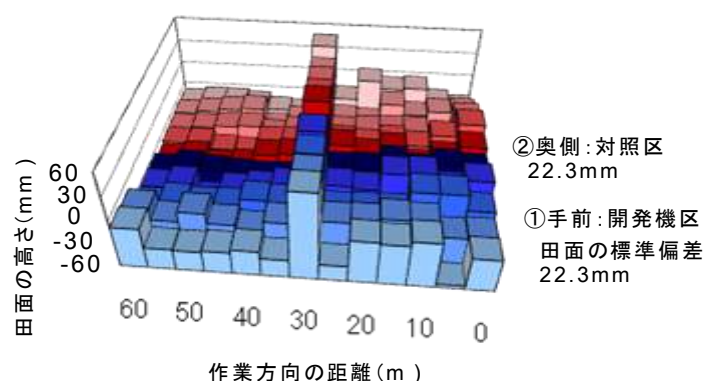 ②奥側:対照区
22.3mm
①手前:開発機区
田面の標準偏差
22.3mm
田面の高さ(mm)
60
30
0
-30
-60
60 50 40 30 20 10 0
作業方向の距離(m)